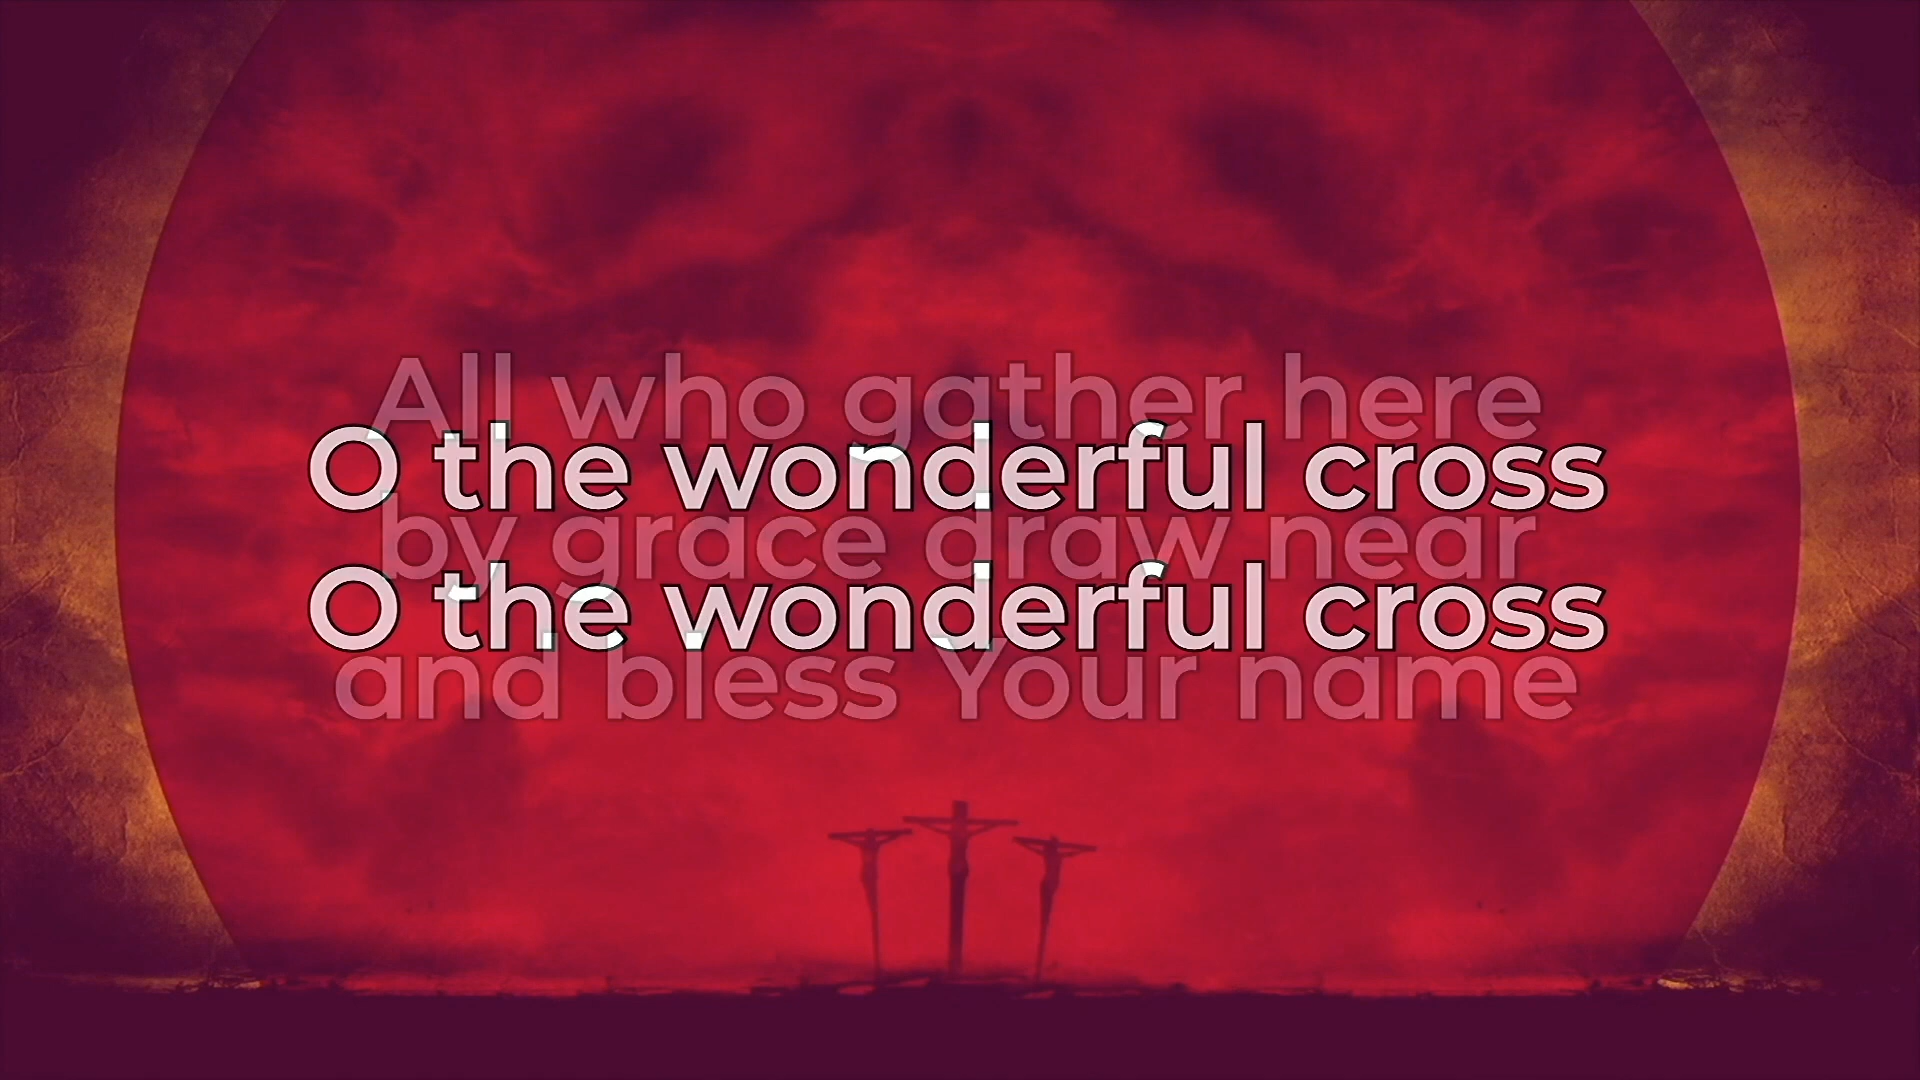 All who gather here
O the wonderful cross
by grace draw near
O the wonderful cross
and bless Your name